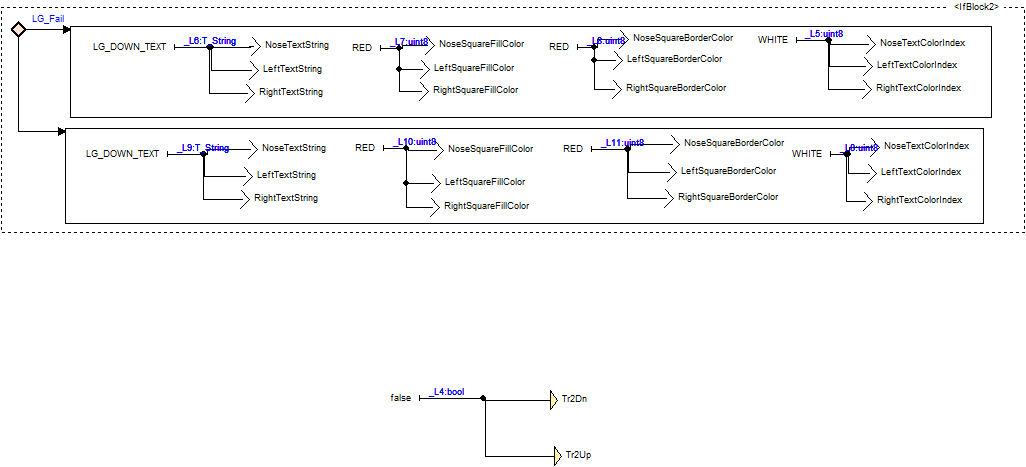 <IfBlock2>
LG_Fail
LG_DOWN_TEXT _L6:T_String NoseTextString RED _L7:uint8 NoseSquareFillColor RED _L8:uint8 NoseSquareBorderColor WHITE _L5:uint8 NoseTextColorIndex
LeftTextString LeftSquareFillColor LeftSquareBorderColor LeftTextColorIndex
RightTextString RightSquareFillColor RightSquareBorderColor RightTextColorIndex
LG_DOWN_TEXT _L9:T_String NoseTextString RED _L10:uint8 NoseSquareFillColor RED _L11:uint8 NoseSquareBorderColor WHITE NoseTextColorIndex
LeftTextString LeftSquareFillColor LeftSquareBorderColor LeftTextColorIndex
RightTextString RightSquareFillColor RightSquareBorderColor RightTextColorIndex
false _L4:bool Tr2Dn
Tr2Up